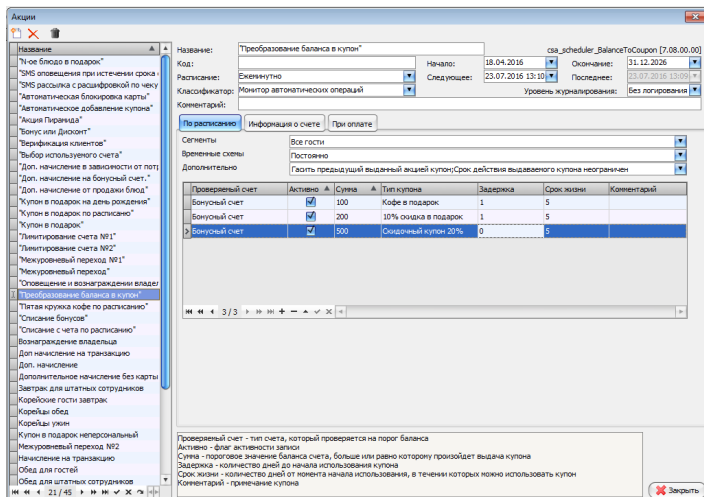 Акции
Название
"N-ое блюдо в подарок"
"SMS оповещения при истечении срока
"SMS рассылка с расшифровкой по чеку
"Автоматическая блокировка карты"
"Автоматическое добавление купона"
"Акция Пирамида"
"Бонус или Дисконт"
"Верификация клиентов"
"Выбор используемого счета"
"Доп. начисление в зависимости от пот
"Доп. начисление на бонусный счет."
"Доп. начисление от продажи блюд"
"Купон в подарок на день рождения"
"Купон в подарок по расписаню"
"Купон в подарок"
"Лимитирование счета №1"
"Лимитирование счета №2"
"Межуровневый переход №1"
"Межуровневый переход"
"Оповещение и вознаграждении владел
"Преобразование баланса в купон"
"Пятая кружка кофе по расписанию"
"Списание бонусов"
"Списание с чета по расписанию"
Вознаграждение владельца
Доп начисление на транзакцию
Доп. начисление
Дополнительное начисление без карты
Завтрак для штатных сотрудников
Корейские гости завтрак
Корейцы обед
Корейцы ужин
Купон в подарок неперсональный
Межуровневый переход №2
Начисление на транзакцию
Обед для гостей
Обед для штатных сотрудников
21 / 45
Название: "Преобразование баланса в купон" csa_scheduler_BalanceToCoupon [7.08.00.00]
Код: Начало: 18.04.2016 Окончание: 31.12.2026
Расписание: Ежеминутно Следующее: 23.07.2016 13:10 Последнее: 23.07.2016 13:09
Классификатор: Монитор автоматических операций Уровень журналирования: Без логирования
Комментарий:
По расписанию Информация о счете При оплате
Сегменты Все гости
Временные схемы Постоянно
Дополнительно Гасить предыдущий выданный акцией купон;Срок действия выдаваемого купона неограничен
Проверяемый счет Активно Сумма Тип купона Задержка Срок жизни Комментарий
Бонусный счет 100 Кофе в подарок 1 5
Бонусный счет 200 10% скидка в подарок 1 5
Бонусный счет 500 Скидочный купон 20% 0 5
3 / 3
Проверяемый счет - тип счета, который проверяется на порог баланса
Активно - флаг активности записи
Сумма - пороговое значение баланса счета, больше или равно которому произойдет выдача купона
Задержка - количество дней до начала использования купона
Срок жизни - количество дней от момента начала использования, в течении которых можно использовать купон
Комментарий - примечание купона
Закрыть